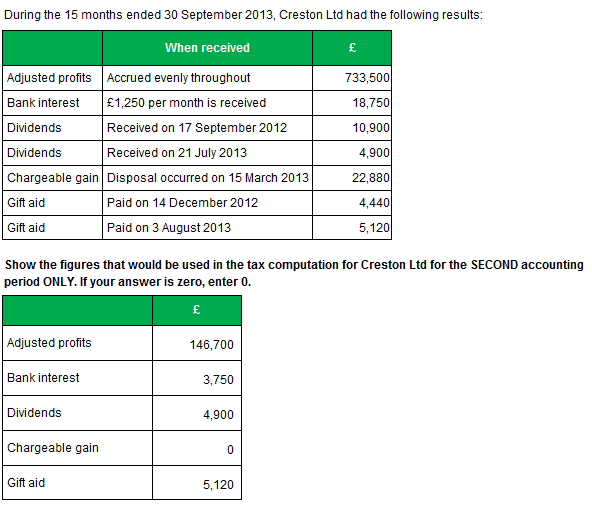 During the 15 months ended 30 September 2013, Creston Ltd had the following results:
When received £
Adjusted profits Accrued evenly throughout 733,500
Bank interest £1,250 per month is received 18,750
Dividends Received on 17 September 2012 10,900
Dividends Received on 21 July 2013 4,900
Chargeable gain Disposal occurred on 15 March 2013 22,880
Gift aid Paid on 14 December 2012 4,440
Gift aid Paid on 3 August 2013 5,120
Show the figures that would be used in the tax computation for Creston Ltd for the SECOND accounting
period ONLY. If your answer is zero, enter 0.
£
Adjusted profits 146,700
Bank interest 3,750
Dividends 4,900
Chargeable gain 0
Gift aid 5,120